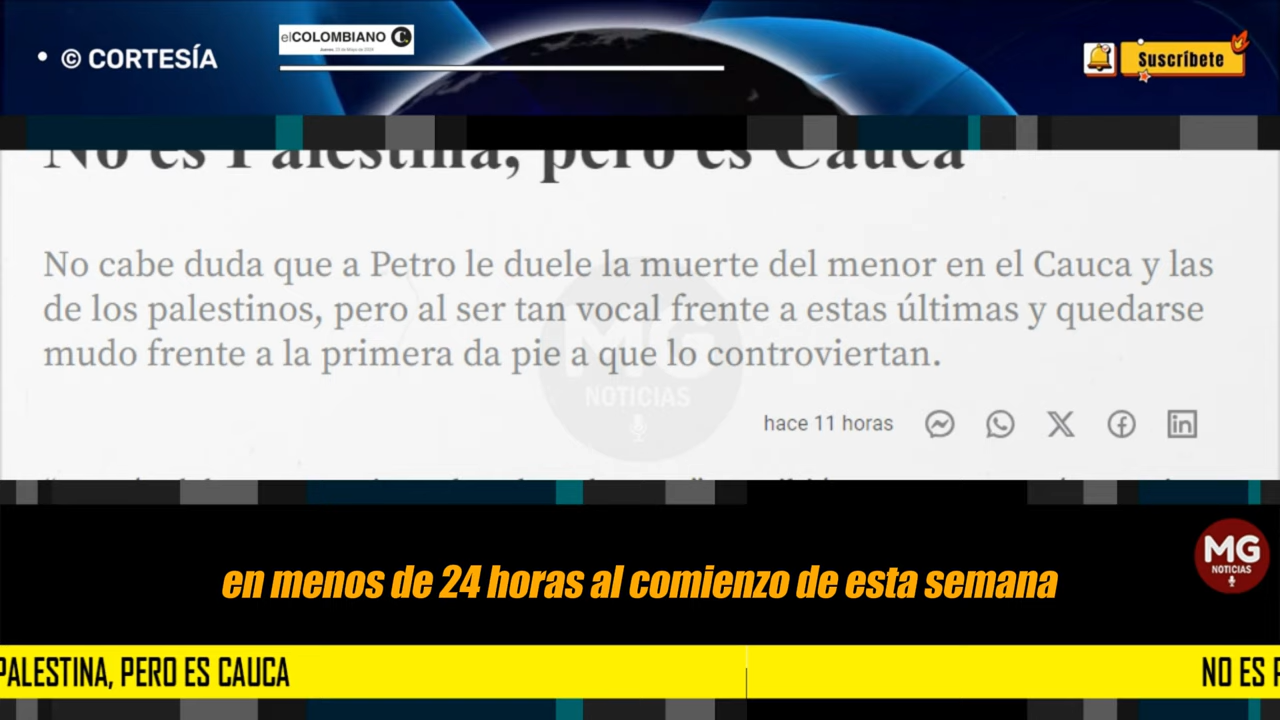 • © CORTESÍA
elCOLOMBIANO
Suscríbete
No es Palestina, pero es Cauca
No cabe duda que a Petro le duele la muerte del menor en el Cauca y las
de los palestinos, pero al ser tan vocal frente a estas últimas y quedarse
mudo frente a la primera da pie a que lo controviertan.
MG
NOTICIAS
hace 11 horas
en menos de 24 horas al comienzo de esta semana
MG
NOTICIAS
PALESTINA, PERO ES CAUCA
NO ES P